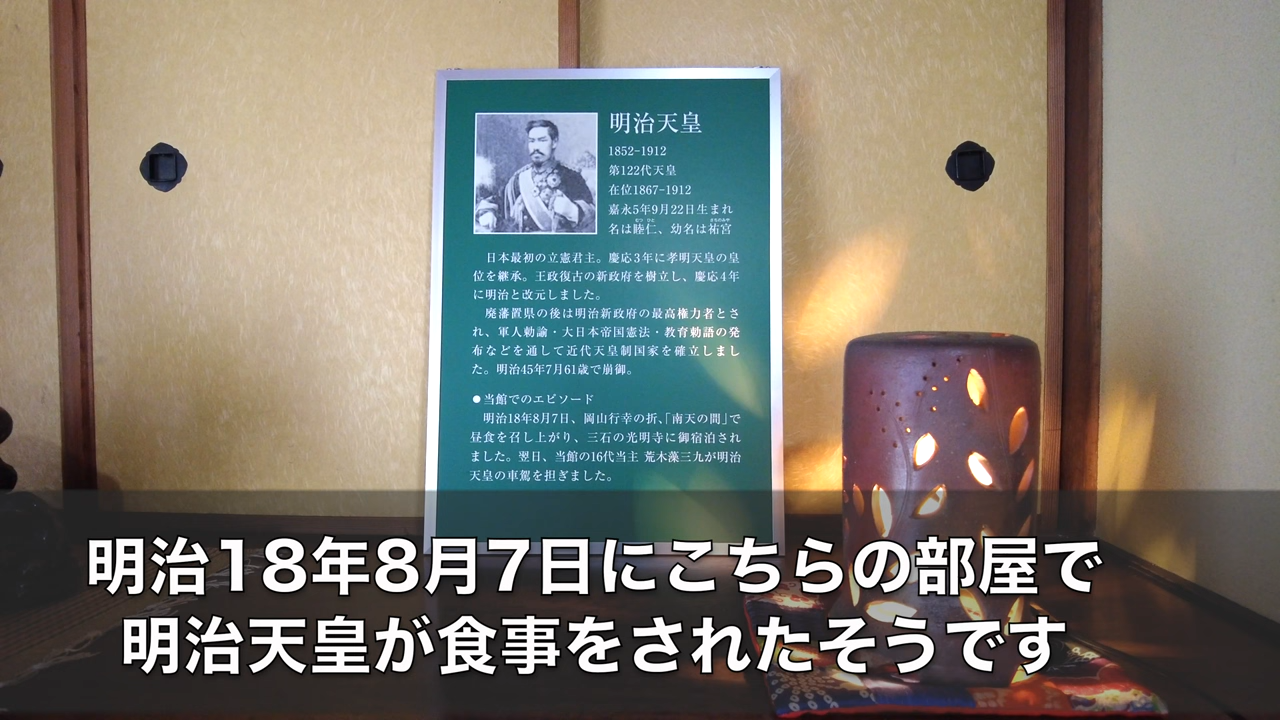 明治天皇
1852-1912
第122代天皇
在位1867-1912
嘉永5年9月22日生まれ
むつ ひと さちのみや
名は睦仁、幼名は祐宮
日本最初の立憲君主。慶応3年に孝明天皇の皇
位を継承。王政復古の新政府を樹立し、慶応4年
に明治と改元しました。
廃藩置県の後は明治新政府の最高権力者とさ
れ、軍人勅諭・大日本帝国憲法・教育勅語の発
布などを通して近代天皇制国家を確立しまし
た。明治45年7月61歳で崩御。
●当館でのエピソード
明治18年8月7日、岡山行幸の折、「南天の間」で
昼食を召し上がり、三石の光明寺に御宿泊され
ました。翌日、当館の16代当主 荒木藻三九が明治
天皇の車駕を担ぎました。
明治18年8月7日にこちらの部屋で
明治天皇が食事をされたそうです